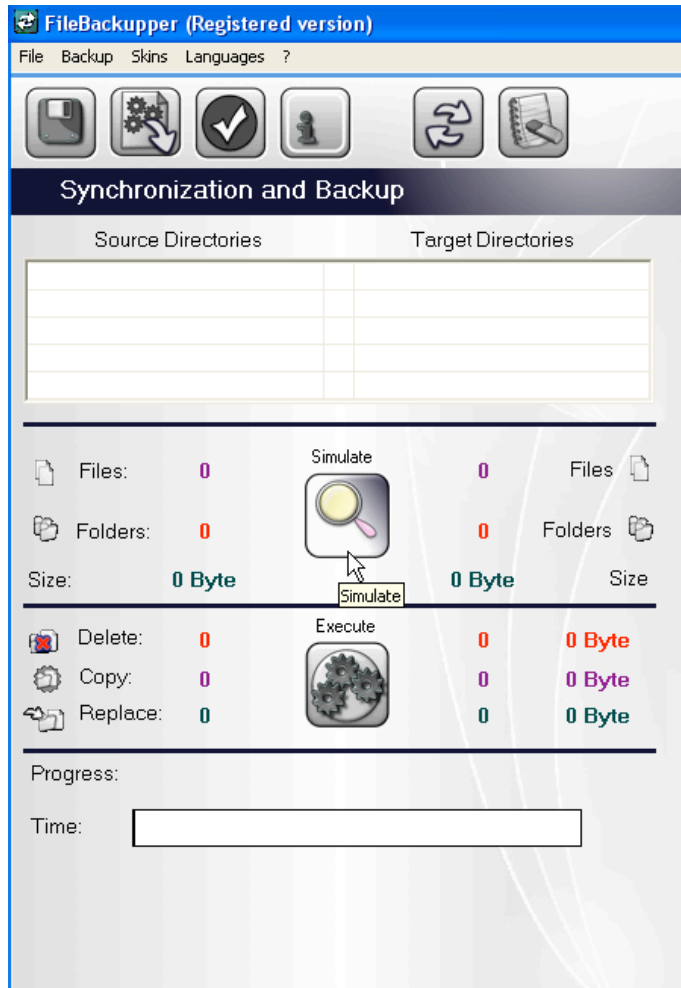 FileBackupper (Registered version)
File Backup Skins Languages ?
Synchronization and Backup
Source Directories Target Directories
Simulate
Files: 0 0 Files
Folders: 0 0 Folders
Size: 0 Byte 0 Byte Size
Simulate
Execute
Delete: 0 0 0 Byte
Copy: 0 0 0 Byte
Replace: 0 0 0 Byte
Progress:
Time: